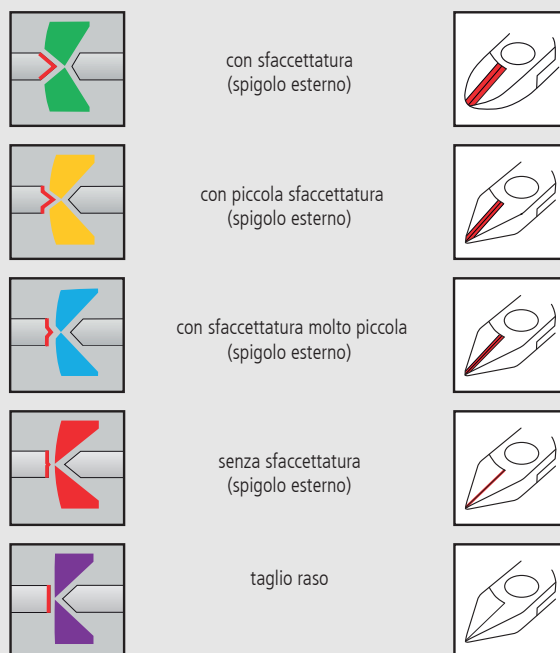 con sfaccettatura
(spigolo esterno)
con piccola sfaccettatura
(spigolo esterno)
con sfaccettatura molto piccola
(spigolo esterno)
senza sfaccettatura
(spigolo esterno)
taglio raso